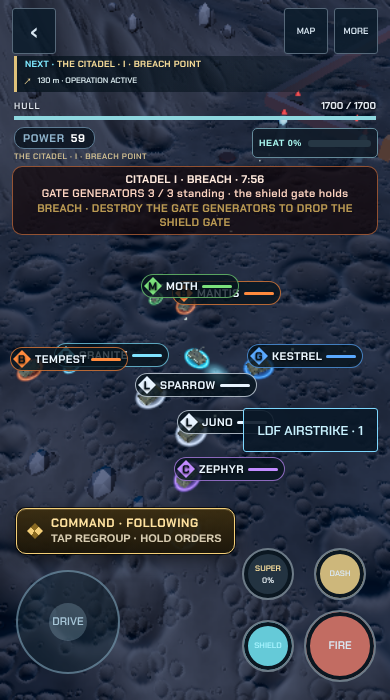 ‹
MAP
MORE
NEXT · THE CITADEL · I · BREACH POINT
130 m · OPERATION ACTIVE
HULL
1700 / 1700
POWER 59
HEAT 0%
THE CITADEL · I · BREACH POINT
CITADEL I · BREACH · 7:56
GATE GENERATORS 3 / 3 standing · the shield gate holds
BREACH · DESTROY THE GATE GENERATORS TO DROP THE
SHIELD GATE
MOTH
MANTIS
TEMPEST
GRANITE
KESTREL
L SPARROW
L JUNO
LDF AIRSTRIKE · 1
C ZEPHYR
COMMAND · FOLLOWING
TAP REGROUP · HOLD ORDERS
SUPER
0%
DASH
DRIVE
SHIELD
FIRE